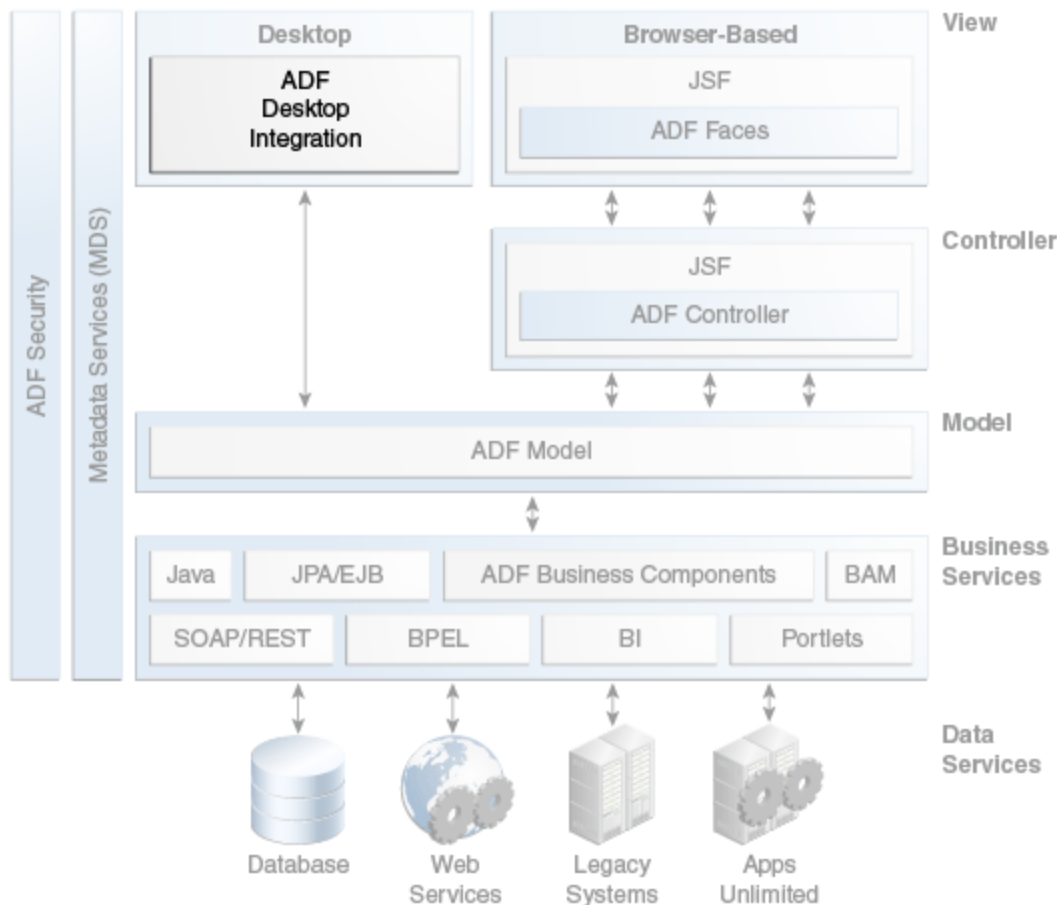 Desktop
ADF
Desktop
Integration
Browser-Based
JSF
ADF Faces
View
JSF
ADF Controller
Controller
ADF Security
Metadata Services (MDS)
ADF Model
Model
Java
JPA/EJB
ADF Business Components
BAM
Business
Services
SOAP/REST
BPEL
BI
Portlets
Data
Services
Database
Web
Services
Legacy
Systems
Apps
Unlimited